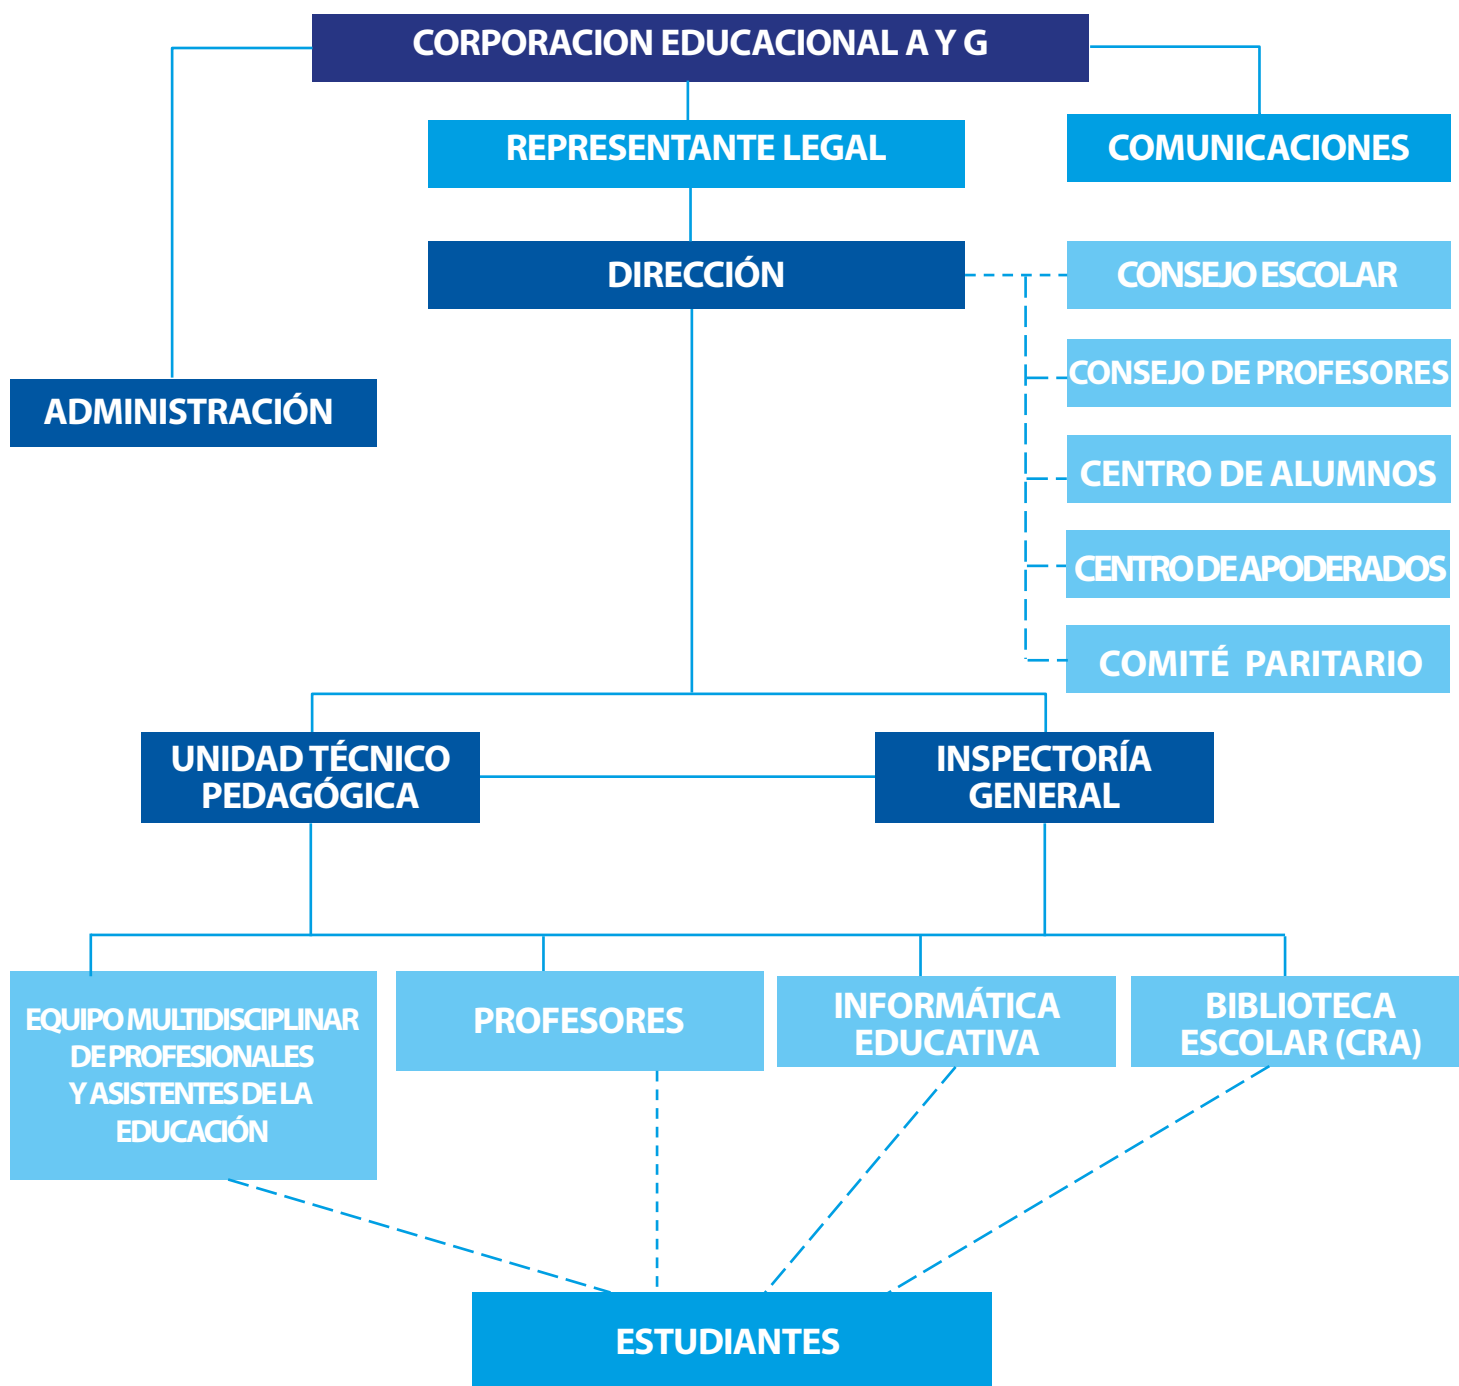 CORPORACION EDUCACIONAL A Y G
REPRESENTANTE LEGAL
COMUNICACIONES
DIRECCIÓN
CONSEJO ESCOLAR
CONSEJO DE PROFESORES
ADMINISTRACIÓN
CENTRO DE ALUMNOS
CENTRO DE APODERADOS
COMITÉ PARITARIO
UNIDAD TÉCNICO
PEDAGÓGICA
INSPECTORÍA
GENERAL
EQUIPO MULTIDISCIPLINAR
DE PROFESIONALES
Y ASISTENTES DE LA
EDUCACIÓN
PROFESORES
INFORMÁTICA
EDUCATIVA
BIBLIOTECA
ESCOLAR (CRA)
ESTUDIANTES